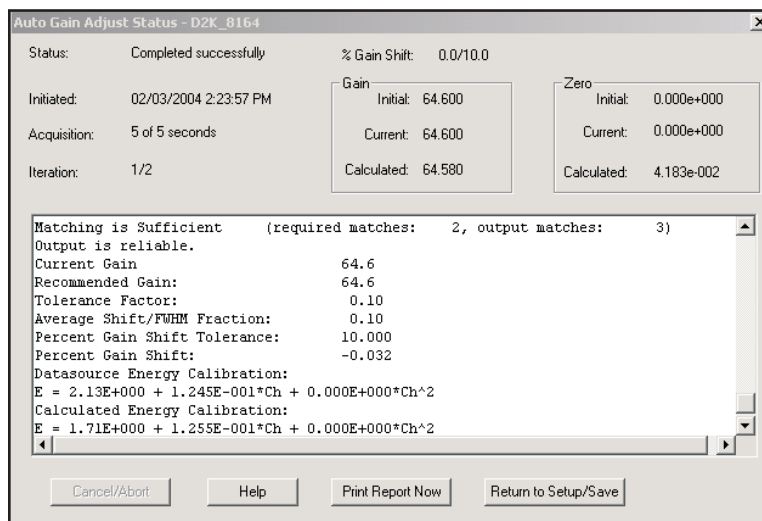 Auto Gain Adjust Status - D2K_8164
Status: Completed successfully % Gain Shift: 0.0/10.0
Gain Zero
Initiated: 02/03/2004 2:23:57 PM Initial: 64.600 Initial: 0.000e+000
Acquisition: 5 of 5 seconds Current: 64.600 Current: 0.000e+000
Iteration: 1/2 Calculated: 64.580 Calculated: 4.183e-002
Matching is Sufficient (required matches: 2, output matches: 3)
Output is reliable.
Current Gain 64.6
Recommended Gain: 64.6
Tolerance Factor: 0.10
Average Shift/FWHM Fraction: 0.10
Percent Gain Shift Tolerance: 10.000
Percent Gain Shift: -0.032
Datasource Energy Calibration:
E = 2.13E+000 + 1.245E-001*Ch + 0.000E+000*Ch^2
Calculated Energy Calibration:
E = 1.71E+000 + 1.255E-001*Ch + 0.000E+000*Ch^2
Cancel/Abort Help Print Report Now Return to Setup/Save